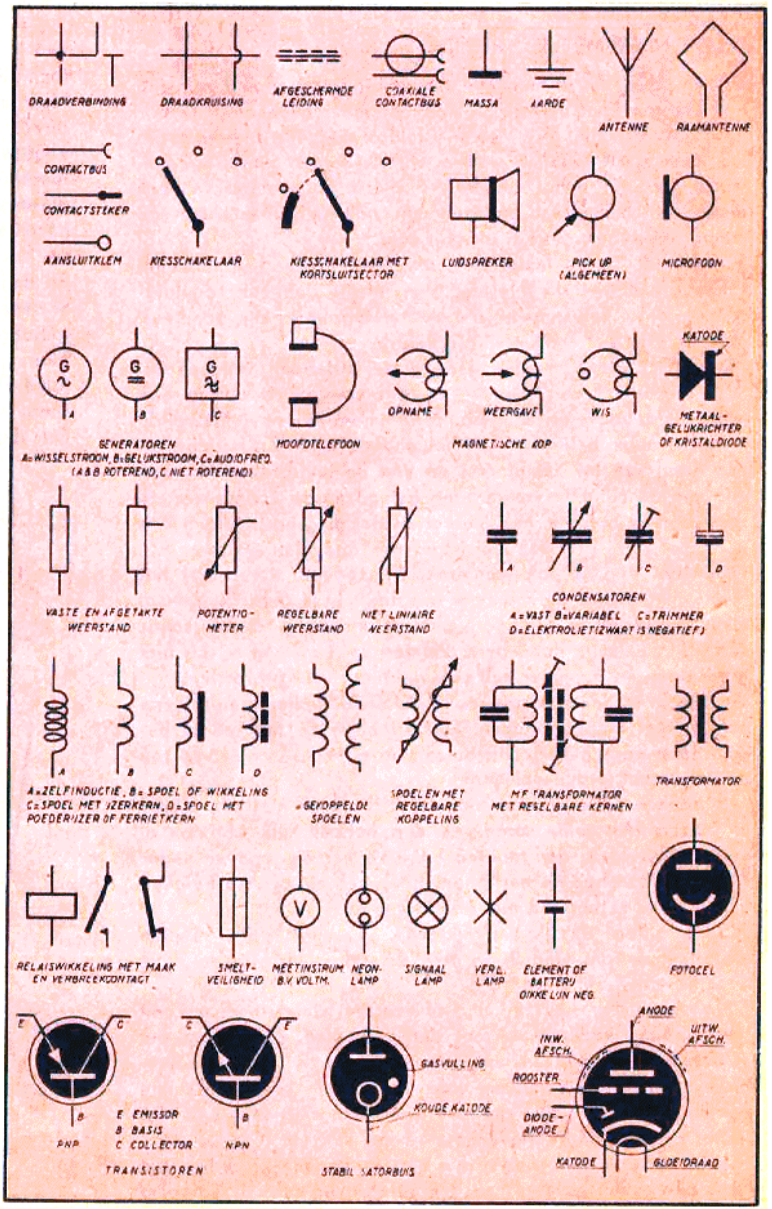 DRAADVERBINDING
DRAADKRUISING
AFGESCHERMDE
LEIDING
COAXIALE
CONTACTBUS
MASSA
AARDE
ANTENNE
RAAMANTENNE
CONTACTBUS
CONTACTSTEKER
AANSLUITKLEM
KIESSCHAKELAAR
KIESSCHAKELAAR MET
KORTSLUITSECTOR
LUIDSPREKER
PICK UP
(ALGEMEEN)
MICROFOON
G
G
G
A
B
C
GENERATOREN
A=WISSELSTROOM, B=GELIJKSTROOM, C=AUDIOFREQ.
(A&B ROTEREND, C NIET ROTEREND)
HOOFDTELEFOON
OPNAME
WEERGAVE
WIS
MAGNETISCHE KOP
KATODE
METAAL-
GELIJKRICHTER
OF KRISTALDIODE
VASTE EN AFGETAKTE
WEERSTAND
POTENTIO-
METER
REGELBARE
WEERSTAND
NIET LINIAIRE
WEERSTAND
A
B
C
D
CONDENSATOREN
A=VAST B=VARIABEL C=TRIMMER
D=ELEKTROLIET(ZWART IS NEGATIEF)
A
B
C
D
A=ZELFINDUCTIE, B=SPOEL OF WIKKELING
C=SPOEL MET IJZERKERN, D=SPOEL MET
POEDERIJZER OF FERRIETKERN
GEKOPPELDE
SPOELEN
SPOELEN MET
REGELBARE
KOPPELING
MF TRANSFORMATOR
MET REGELBARE KERNEN
TRANSFORMATOR
RELAISWIKKELING MET MAAK
EN VERBREEKCONTACT
SMELT-
VEILIGHEID
V
MEETINSTRUM.
B.V. VOLTM.
NEON-
LAMP
SIGNAAL
LAMP
VERL.
LAMP
ELEMENT OF
BATTERIJ
DIKKE LIJN NEG.
FOTOCEL
E
C
B
PNP
C
E
B
NPN
E EMISSOR
B BASIS
C COLLECTOR
TRANSISTOREN
GASVULLING
KOUDE KATODE
STABILISATORBUIS
ANODE
INW.
AFSCH.
UITW.
AFSCH.
ROOSTER
DIODE-
ANODE
KATODE
GLOEIDRAAD